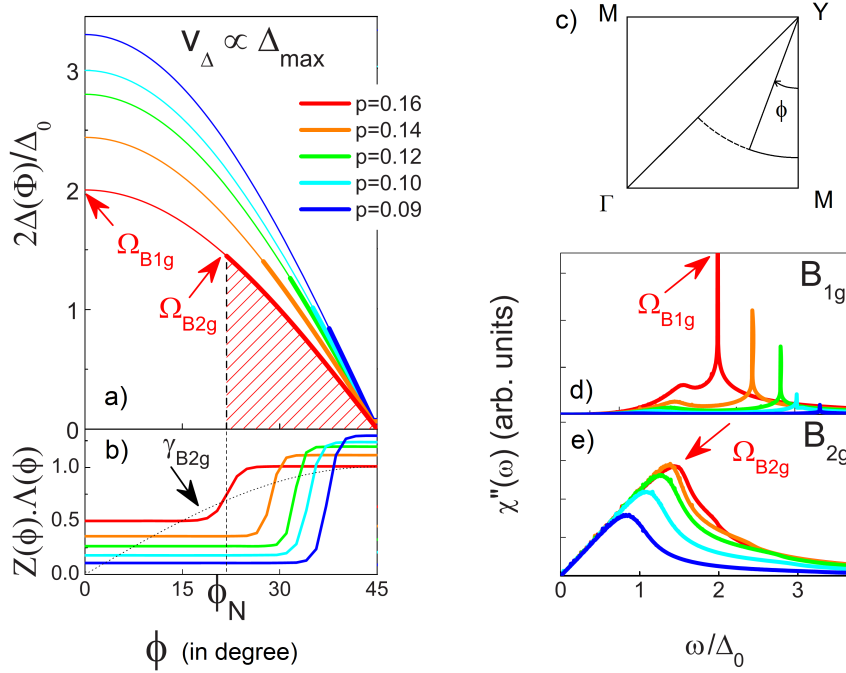 V_Δ ∝ Δ_max
p=0.16
p=0.14
p=0.12
p=0.10
p=0.09
2Δ(Φ)/Δ_0
3
2
1
0
Ω_B1g
Ω_B2g
a)
b)
γ_B2g
Z(ϕ).Λ(ϕ)
1.0
0.5
0.0
0
15
30
45
ϕ_N
ϕ (in degree)
c)
M
Y
ϕ
Γ
M
B_1g
Ω_B1g
d)
e)
B_2g
Ω_B2g
χ"(ω) (arb. units)
0
1
2
3
ω/Δ_0